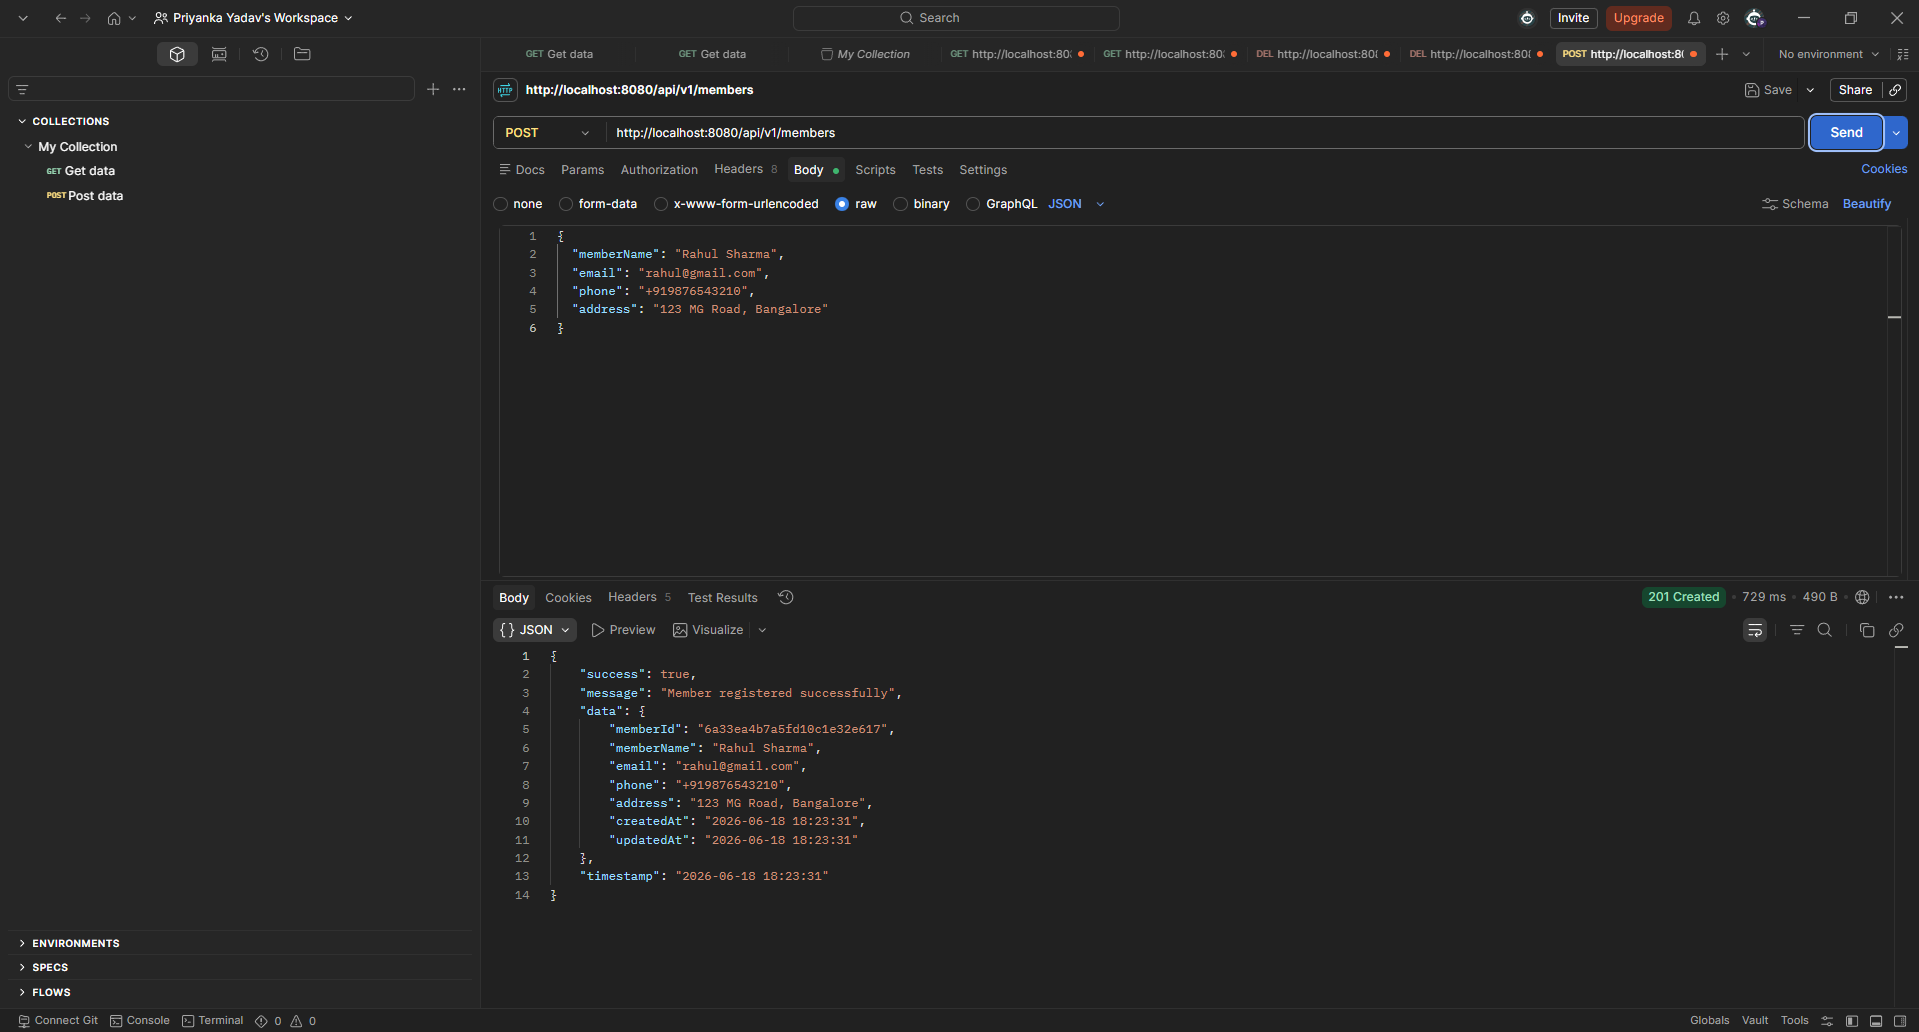 Priyanka Yadav's Workspace
Search
Invite
Upgrade
GET Get data
GET Get data
My Collection
GET http://localhost:80
GET http://localhost:80
DEL http://localhost:80
DEL http://localhost:80
POST http://localhost:8
No environment
http://localhost:8080/api/v1/members
Save
Share
COLLECTIONS
My Collection
GET Get data
POST Post data
POST
http://localhost:8080/api/v1/members
Send
Docs
Params
Authorization
Headers 8
Body
Scripts
Tests
Settings
Cookies
none
form-data
x-www-form-urlencoded
raw
binary
GraphQL
JSON
Schema
Beautify
1 {
2 "memberName": "Rahul Sharma",
3 "email": "rahul@gmail.com",
4 "phone": "+919876543210",
5 "address": "123 MG Road, Bangalore"
6 }
Body
Cookies
Headers 5
Test Results
201 Created
729 ms
490 B
{} JSON
Preview
Visualize
1 {
2 "success": true,
3 "message": "Member registered successfully",
4 "data": {
5 "memberId": "6a33ea4b7a5fd10c1e32e617",
6 "memberName": "Rahul Sharma",
7 "email": "rahul@gmail.com",
8 "phone": "+919876543210",
9 "address": "123 MG Road, Bangalore",
10 "createdAt": "2026-06-18 18:23:31",
11 "updatedAt": "2026-06-18 18:23:31"
12 },
13 "timestamp": "2026-06-18 18:23:31"
14 }
ENVIRONMENTS
SPECS
FLOWS
Connect Git
Console
Terminal
0
0
Globals
Vault
Tools